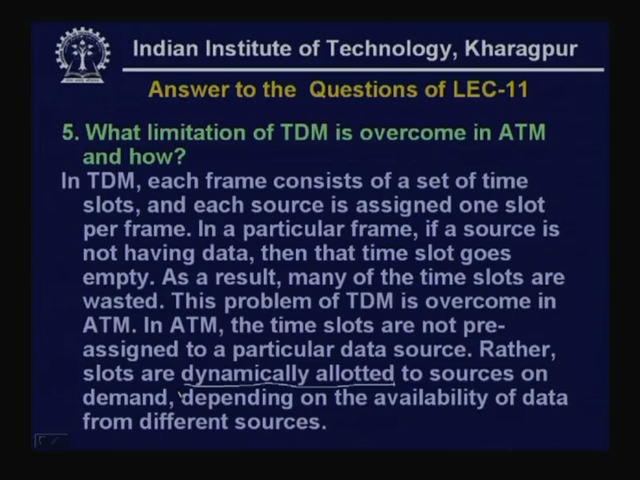 Indian Institute of Technology, Kharagpur
Answer to the Questions of LEC-11
5. What limitation of TDM is overcome in ATM
and how?
In TDM, each frame consists of a set of time
slots, and each source is assigned one slot
per frame. In a particular frame, if a source is
not having data, then that time slot goes
empty. As a result, many of the time slots are
wasted. This problem of TDM is overcome in
ATM. In ATM, the time slots are not pre-
assigned to a particular data source. Rather,
slots are dynamically allotted to sources on
demand, depending on the availability of data
from different sources.